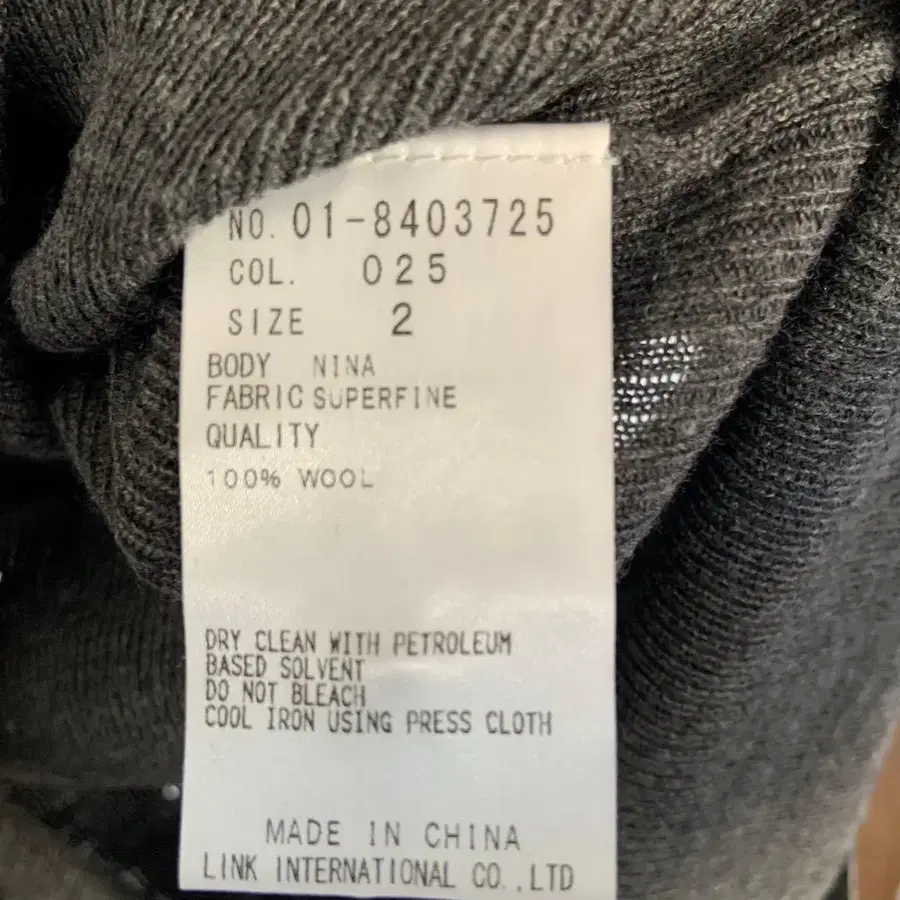 NO. 01-8403725
COL. 025
SIZE 2
BODY NINA
FABRIC SUPERFINE
QUALITY
100% WOOL
DRY CLEAN WITH PETROLEUM
BASED SOLVENT
DO NOT BLEACH
COOL IRON USING PRESS CLOTH
MADE IN CHINA
LINK INTERNATIONAL CO.,LTD